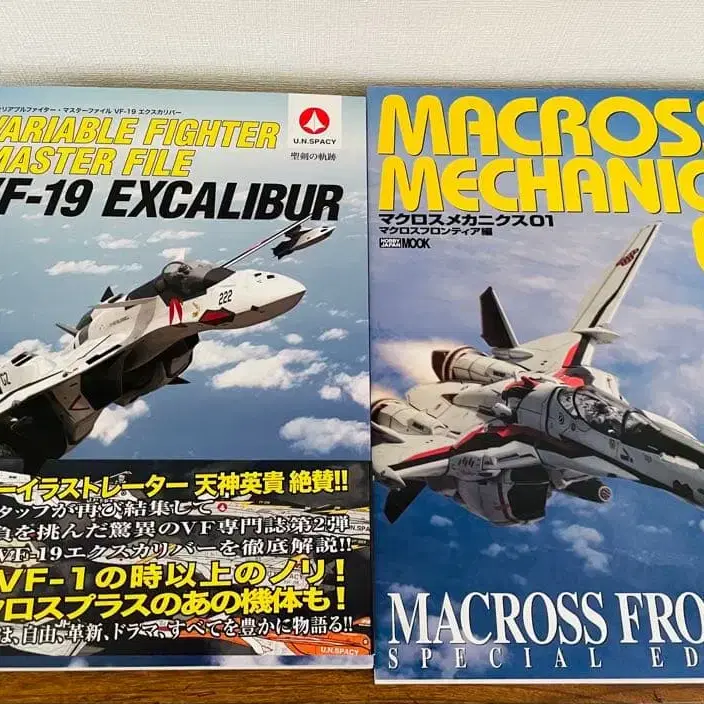 リアブルファイター・マスターファイル VF-19 エクスカリバー
VARIABLE FIGHTER
MASTER FILE
VF-19 EXCALIBUR
U.N.SPACY
聖剣の軌跡
222
ーイラストレーター 天神英貴 絶賛!!
タッフが再び結集して
負を挑んだ驚異のVF専門誌第2弾
VF-19エクスカリバーを徹底解説!!
VF-1の時以上のノリ!
クロスプラスのあの機体も!
は、自由、革新、ドラマ、すべてを豊かに物語る!!
U.N.SPACY
MACROSS
MECHANIC
マクロスメカニクス01
マクロスフロンティア編
HOBBY JAPAN MOOK
MACROSS FRO
SPECIAL ED